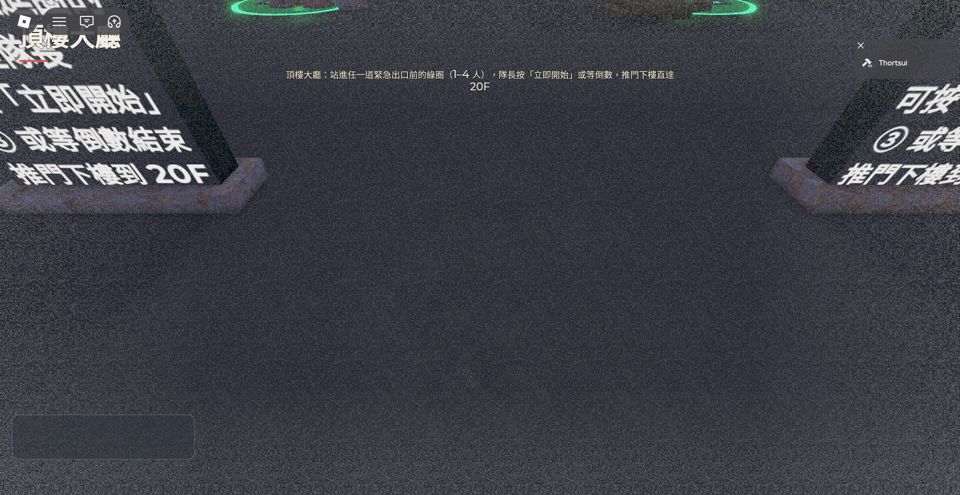 頂樓大廳
頂樓大廳：站進任一道緊急出口前的綠圈（1–4 人），隊長按「立即開始」或等倒數，推門下樓直達
20F
Thortsui
「立即開始」
或等倒數結束
推門下樓到 20F
可按
③ 或等
推門下樓到